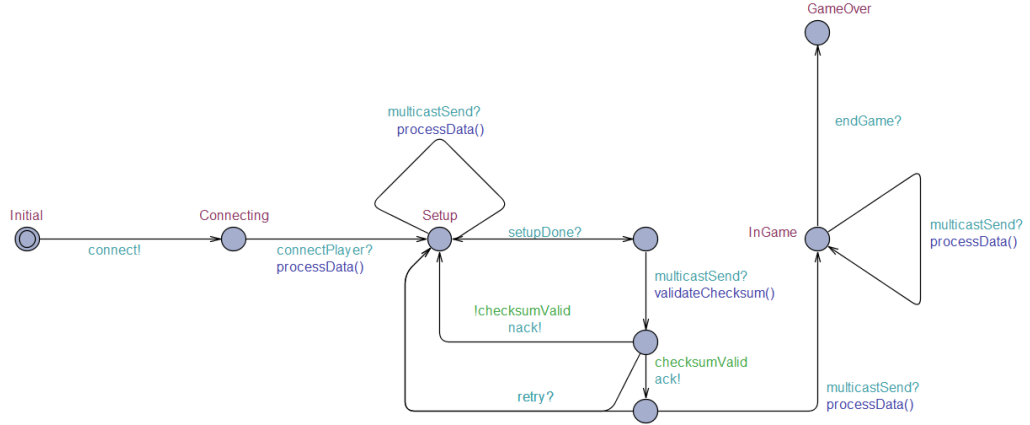 GameOver
multicastSend?
processData()
endGame?
Initial
Connecting
Setup
setupDone?
InGame
multicastSend?
processData()
connect!
connectPlayer?
processData()
multicastSend?
validateChecksum()
!checksumValid
nack!
checksumValid
ack!
retry?
multicastSend?
processData()